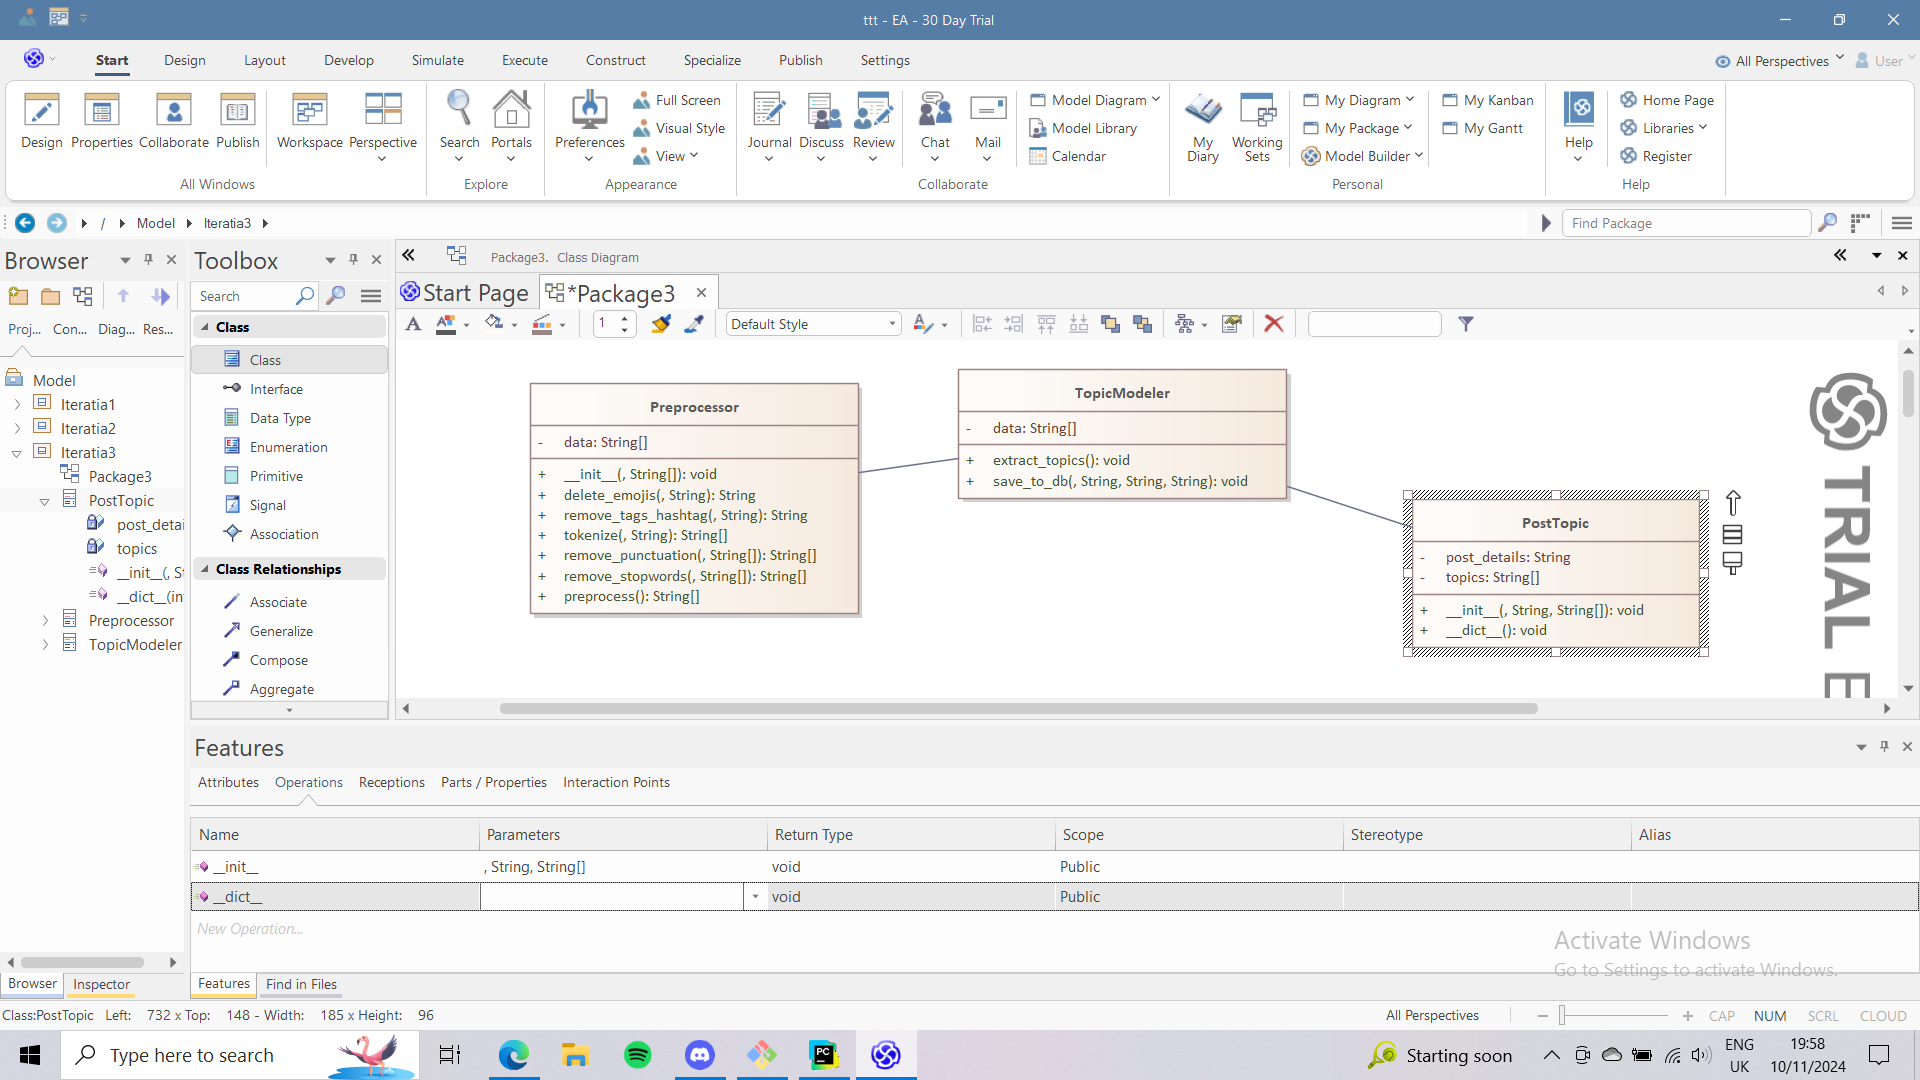 ttt - EA - 30 Day Trial
Start Design Layout Develop Simulate Execute Construct Specialize Publish Settings
All Perspectives User
Design Properties Collaborate Publish Workspace Perspective
All Windows
Search Portals
Explore
Preferences
Full Screen
Visual Style
View
Appearance
Journal Discuss Review Chat Mail
Model Diagram
Model Library
Calendar
Collaborate
My Diary
Working Sets
My Diagram
My Package
Model Builder
My Kanban
My Gantt
Personal
Help
Home Page
Libraries
Register
Help
/ Model Iteratia3
Find Package
Browser
Proj... Con... Diag... Res...
Model
Iteratia1
Iteratia2
Iteratia3
Package3
PostTopic
post_detai
topics
__init__(, S
__dict__(in
Preprocessor
TopicModeler
Browser Inspector
Toolbox
Search
Class
Class
Interface
Data Type
Enumeration
Primitive
Signal
Association
Class Relationships
Associate
Generalize
Compose
Aggregate
Package3. Class Diagram
Start Page *Package3
1
Default Style
Preprocessor
- data: String[]
+ __init__(, String[]): void
+ delete_emojis(, String): String
+ remove_tags_hashtag(, String): String
+ tokenize(, String): String[]
+ remove_punctuation(, String[]): String[]
+ remove_stopwords(, String[]): String[]
+ preprocess(): String[]
TopicModeler
- data: String[]
+ extract_topics(): void
+ save_to_db(, String, String, String): void
PostTopic
- post_details: String
- topics: String[]
+ __init__(, String, String[]): void
+ __dict__(): void
TRIAL E
Features
Attributes Operations Receptions Parts / Properties Interaction Points
Name Parameters Return Type Scope Stereotype Alias
__init__ , String, String[] void Public
__dict__ void Public
New Operation...
Activate Windows
Go to Settings to activate Windows.
Features Find in Files
Class:PostTopic Left: 732 x Top: 148 - Width: 185 x Height: 96
All Perspectives
CAP NUM SCRL CLOUD
Type here to search
PC
Starting soon
ENG
UK
19:58
10/11/2024